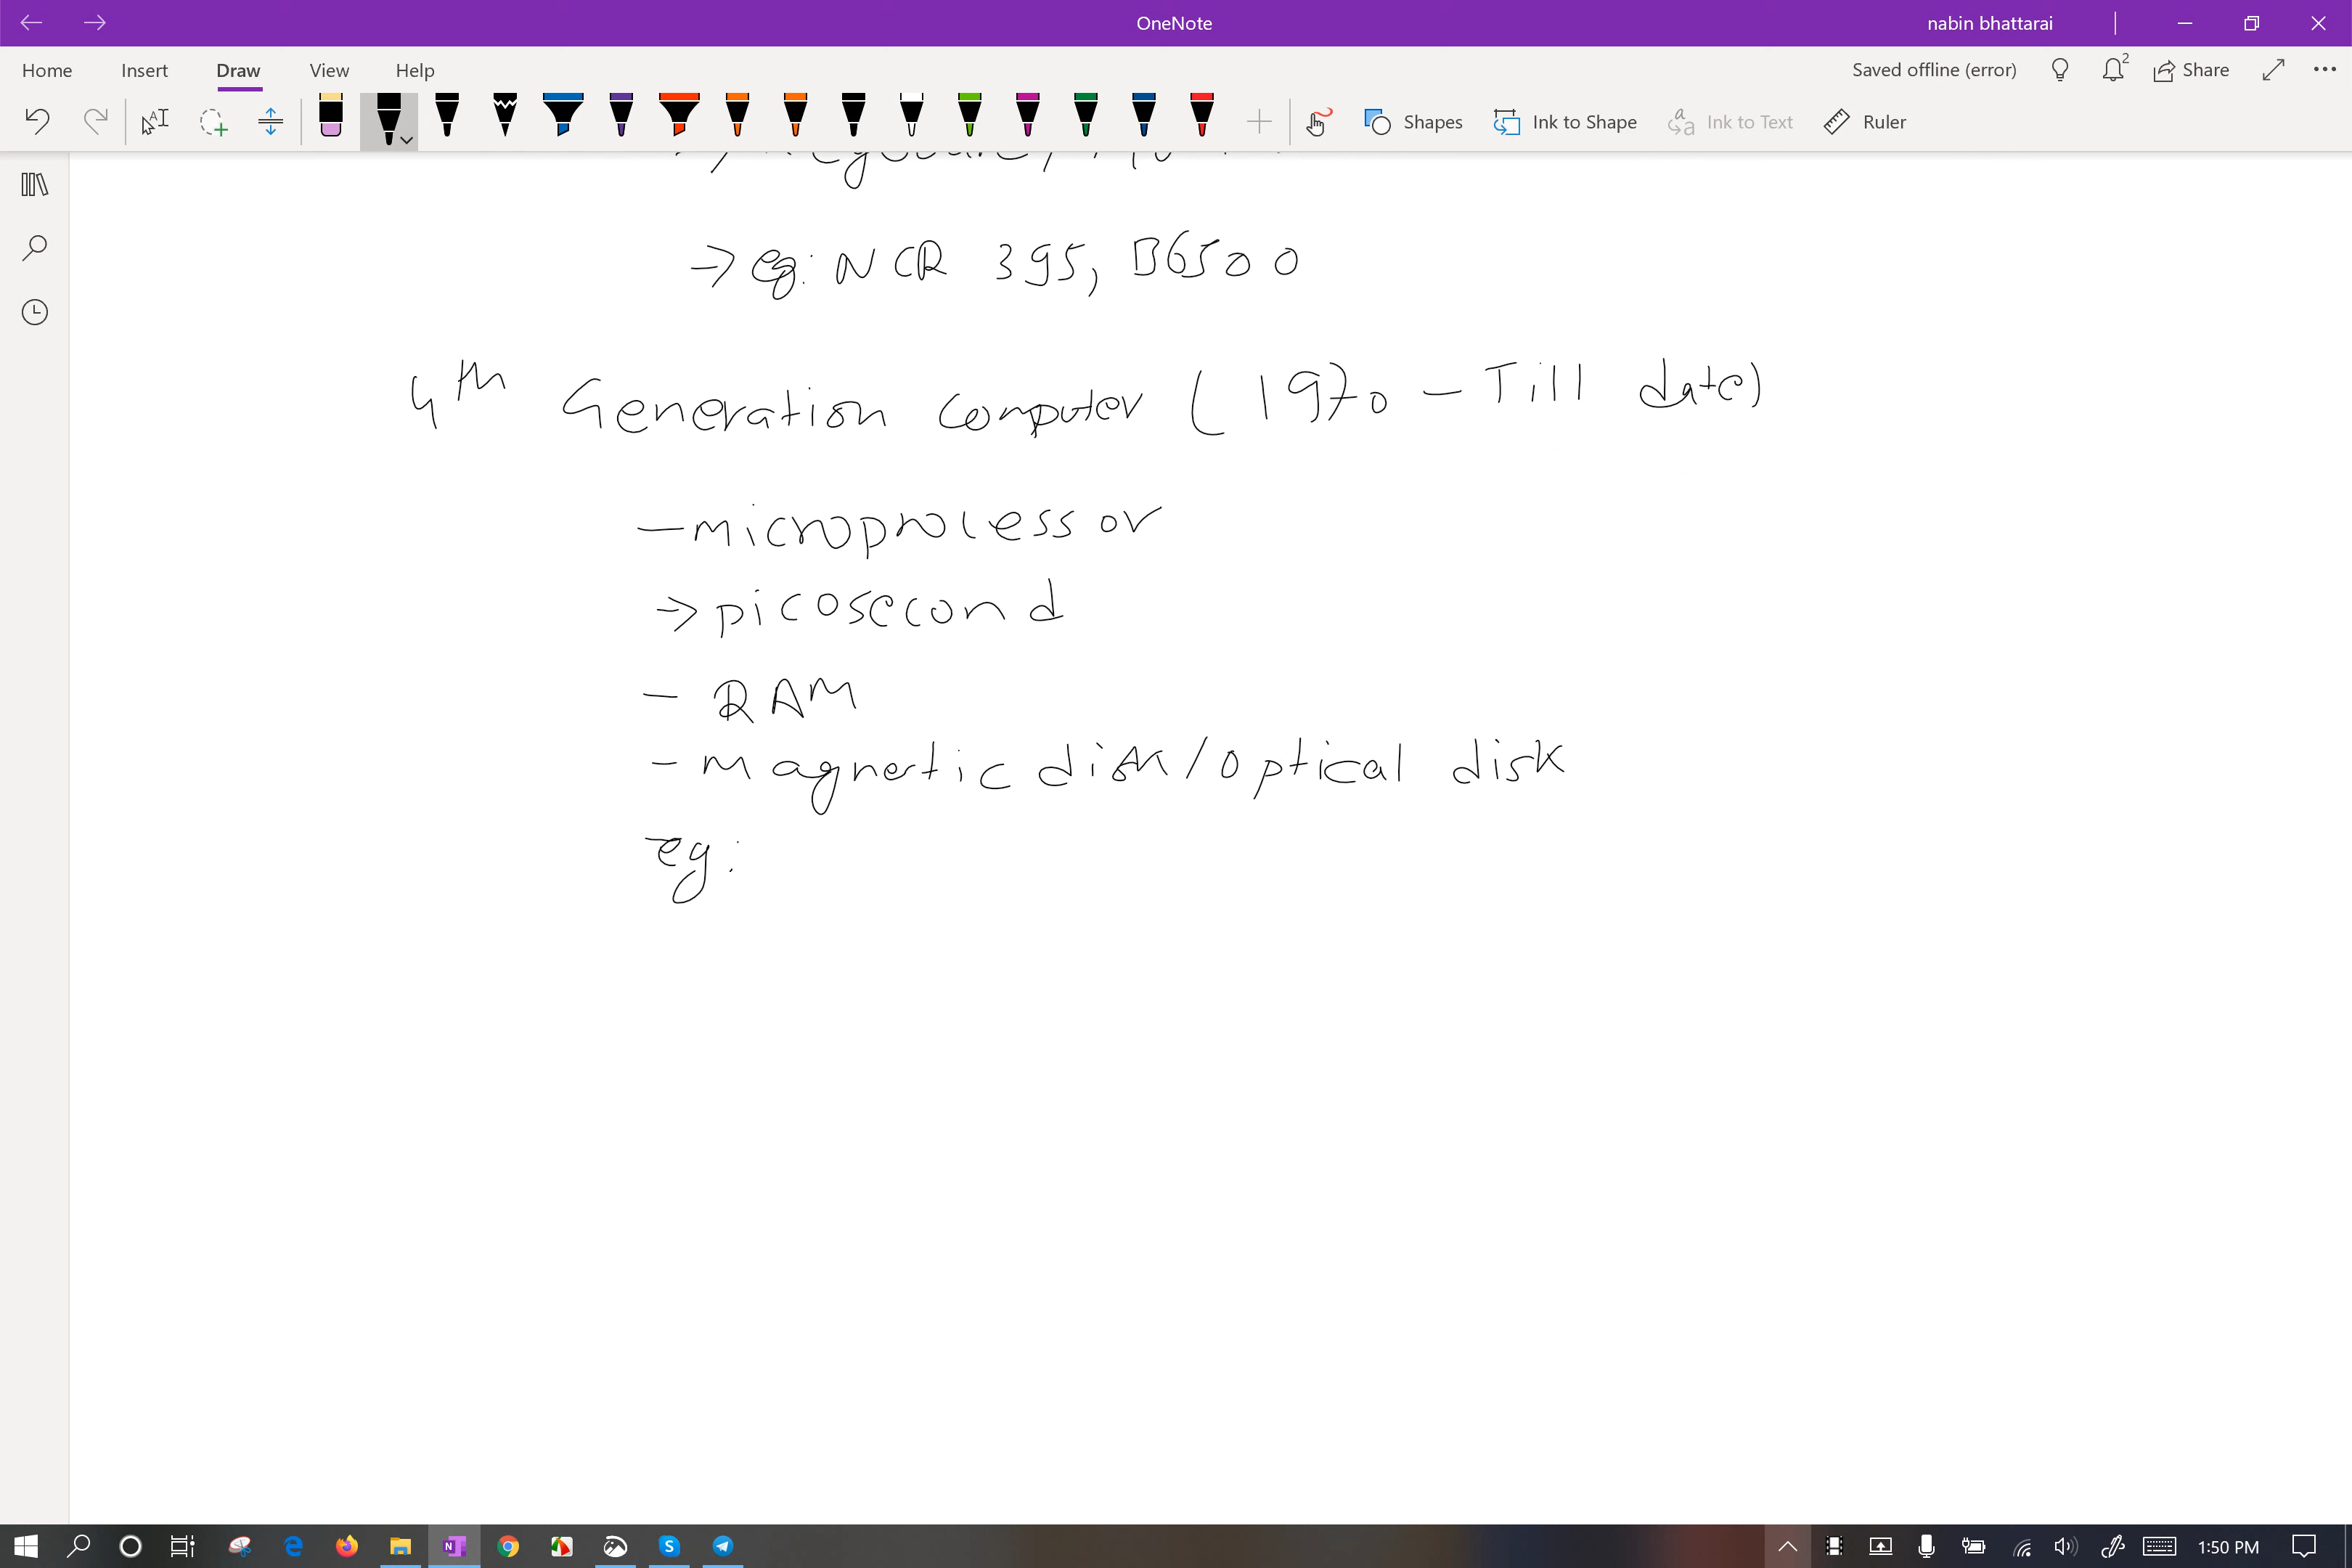 OneNote
nabin bhattarai
Home Insert Draw View Help
Saved offline (error)
2
Share
Shapes
Ink to Shape
Ink to Text
Ruler
→ eg: NCR 395, B6500
4th Generation computer (1970 – Till date)
– microprocessor
→ picosecond
- RAM
- Magnetic disk/optical disk
eg:
1:50 PM